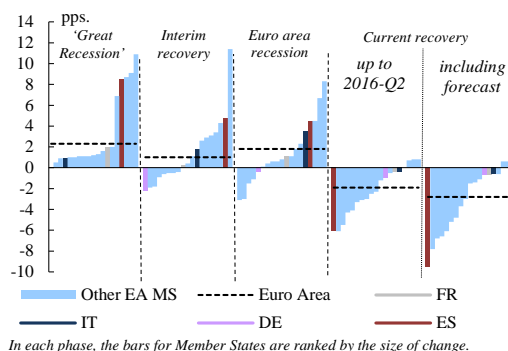 pps.
14
12
10
8
6
4
2
0
-2
-4
-6
-8
-10
'Great Recession'
Interim recovery
Euro area recession
Current recovery
up to 2016-Q2
including forecast
Other EA MS
Euro Area
FR
IT
DE
ES
In each phase, the bars for Member States are ranked by the size of change.